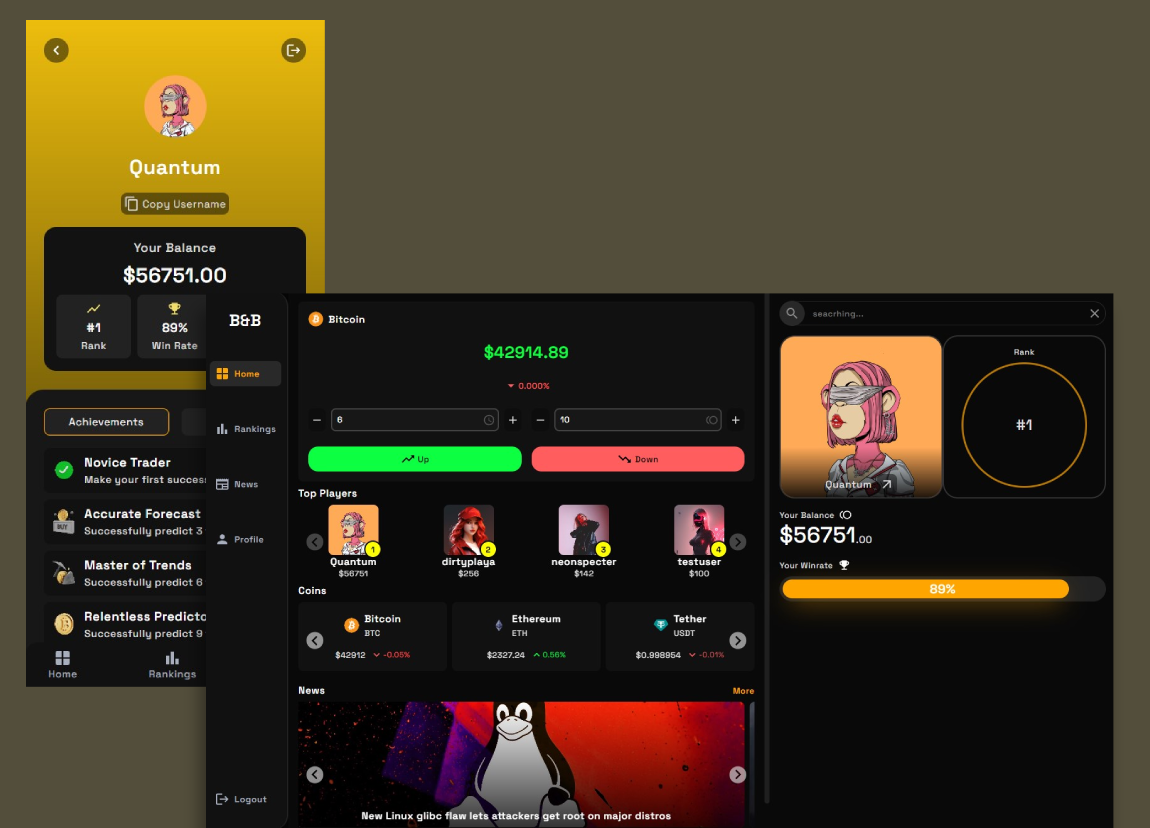 Quantum
Copy Username
Your Balance
$56751.00
#1
Rank
89%
Win Rate
Achievements
Novice Trader
Make your first success
Accurate Forecast
BUY
Successfully predict 3
Master of Trends
Successfully predict 6
Relentless Predicto
Successfully predict 9
Home
Rankings
B&B
Home
Rankings
News
Profile
Logout
Bitcoin
$42914.89
0.000%
6
10
Up
Down
Top Players
1
Quantum
$56751
2
dirtyplaya
$256
3
neonspecter
$142
4
testuser
$100
Coins
Bitcoin
BTC
$42912 -0.05%
Ethereum
ETH
$2327.24 0.56%
Tether
USDT
$0.998954 -0.01%
News
More
New Linux glibc flaw lets attackers get root on major distros
seacrhing...
Quantum
Rank
#1
Your Balance
$56751.00
Your Winrate
89%